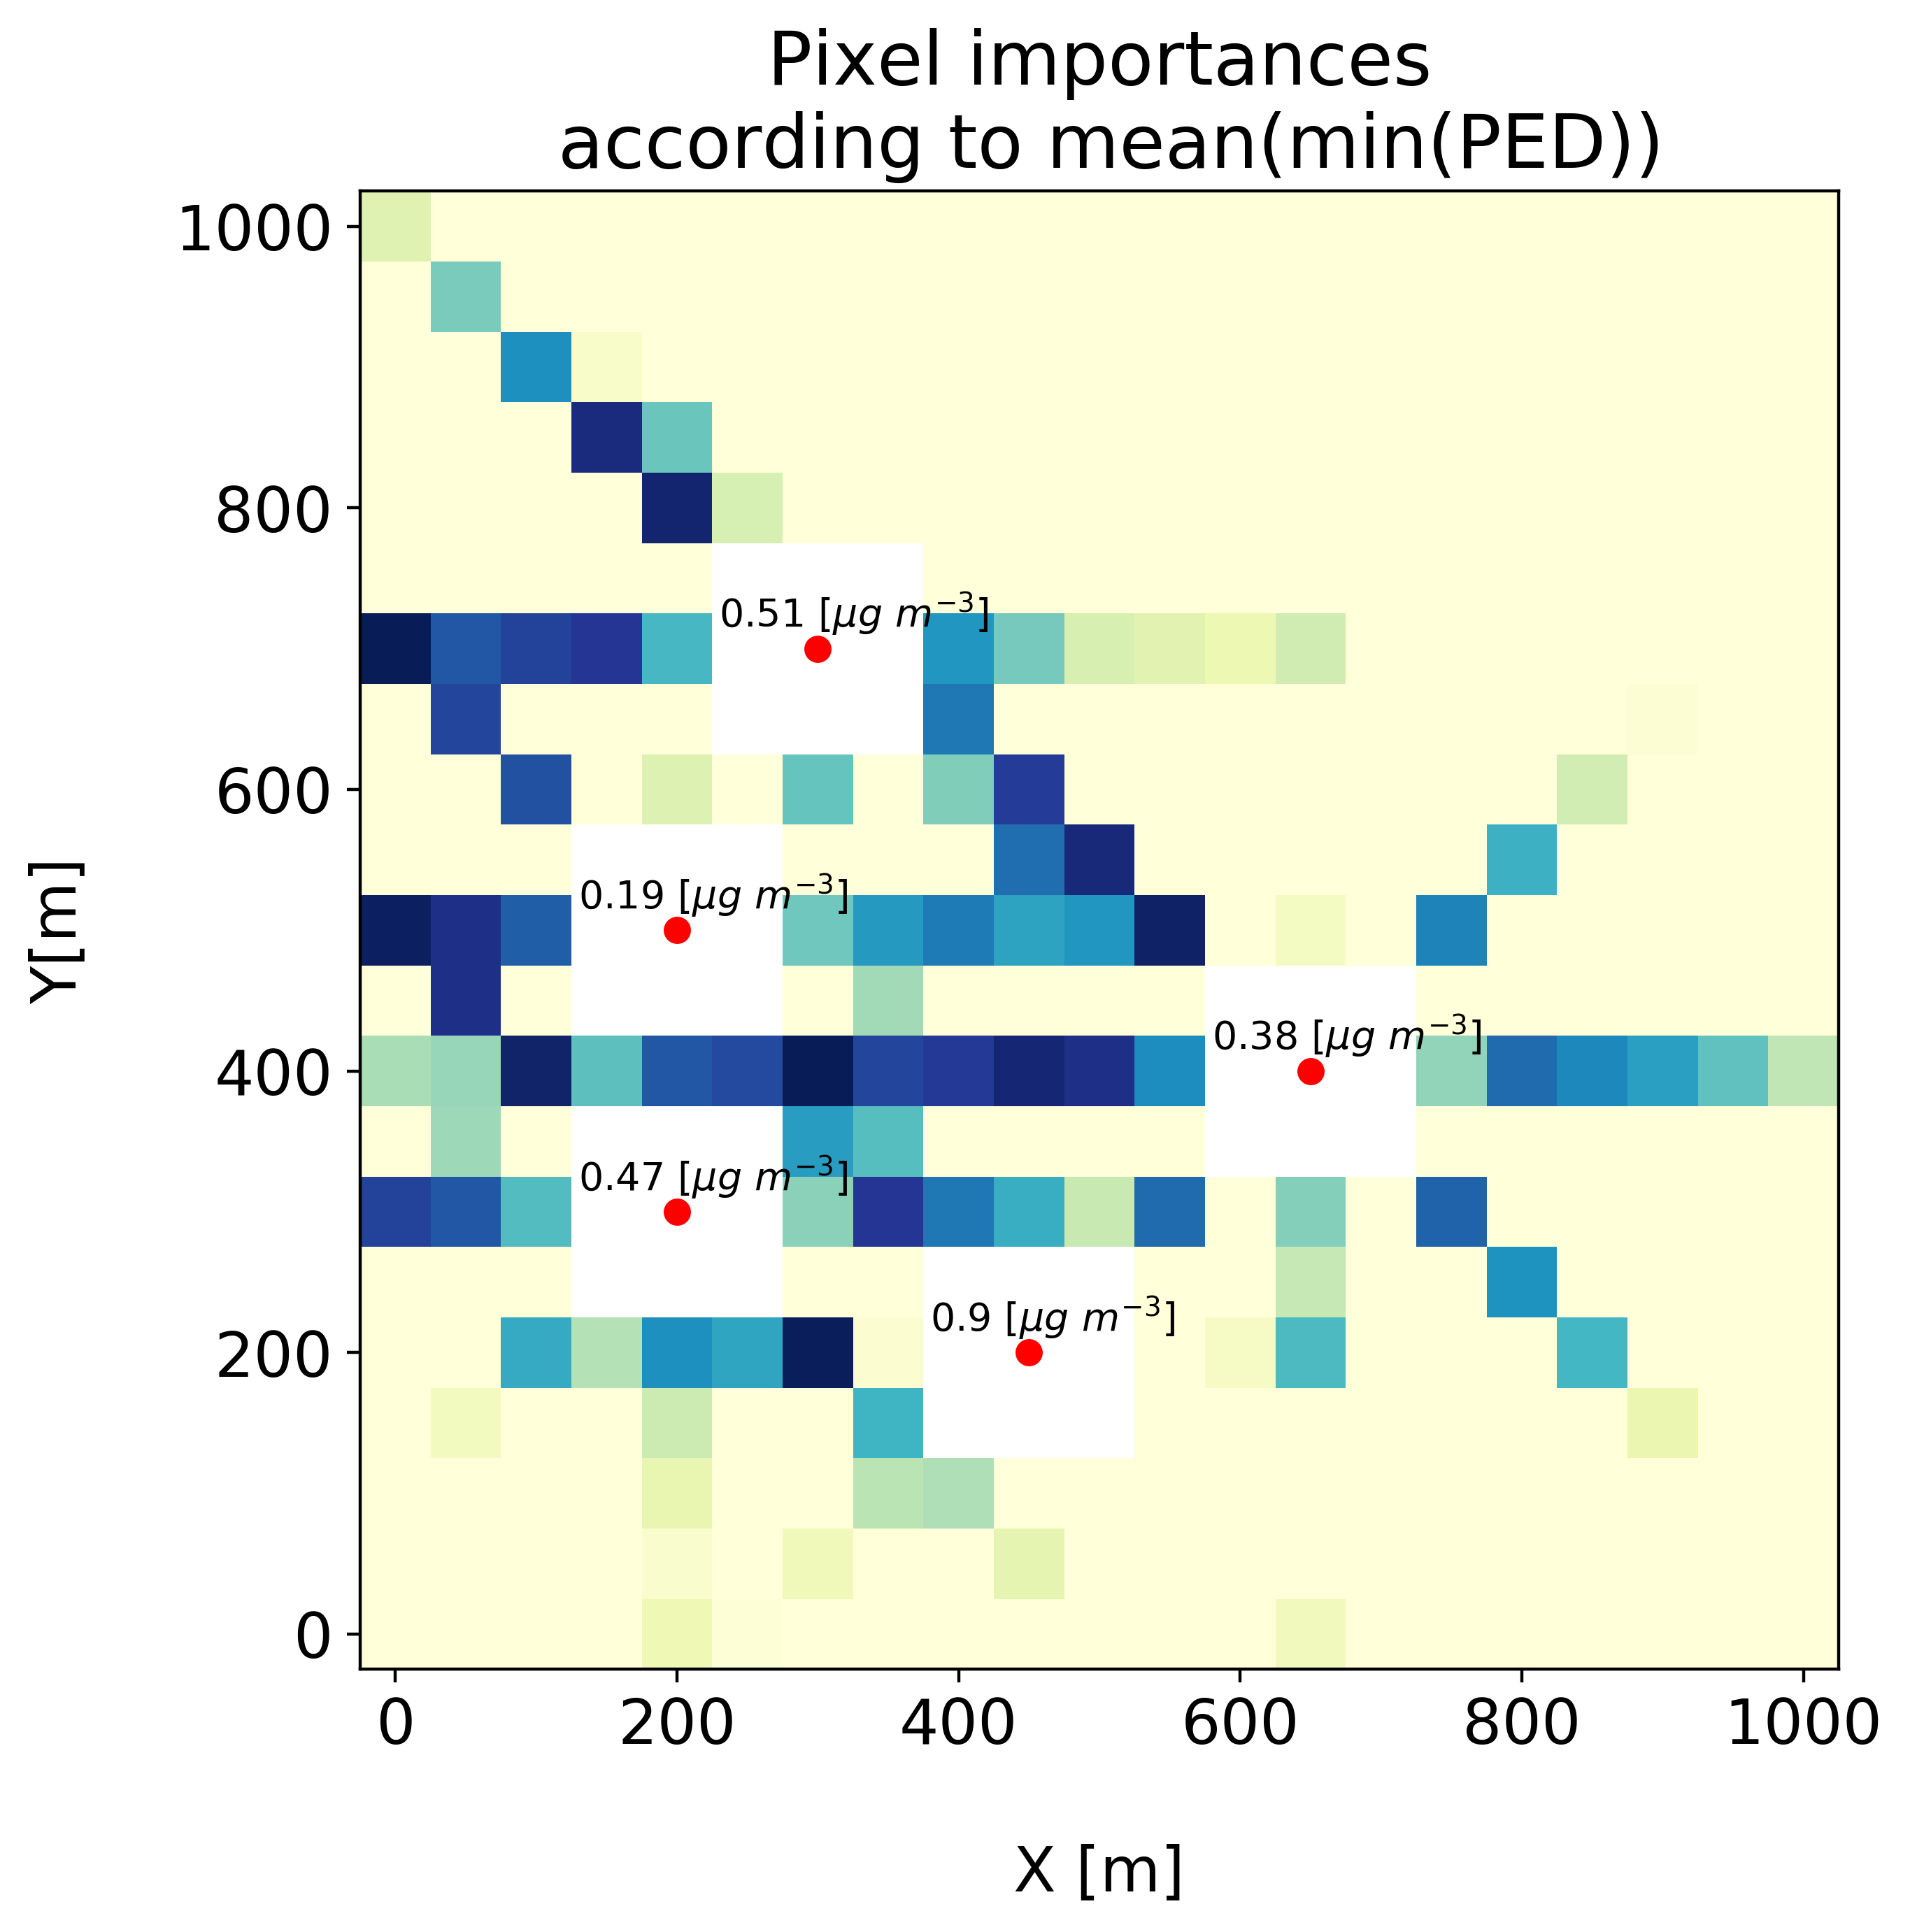 Pixel importances
according to mean(min(PED))
1000
800
0.51 [μg m⁻³]
600
Y[m]
0.19 [μg m⁻³]
0.38 [μg m⁻³]
400
0.47 [μg m⁻³]
0.9 [μg m⁻³]
200
0
0 200 400 600 800 1000
X [m]